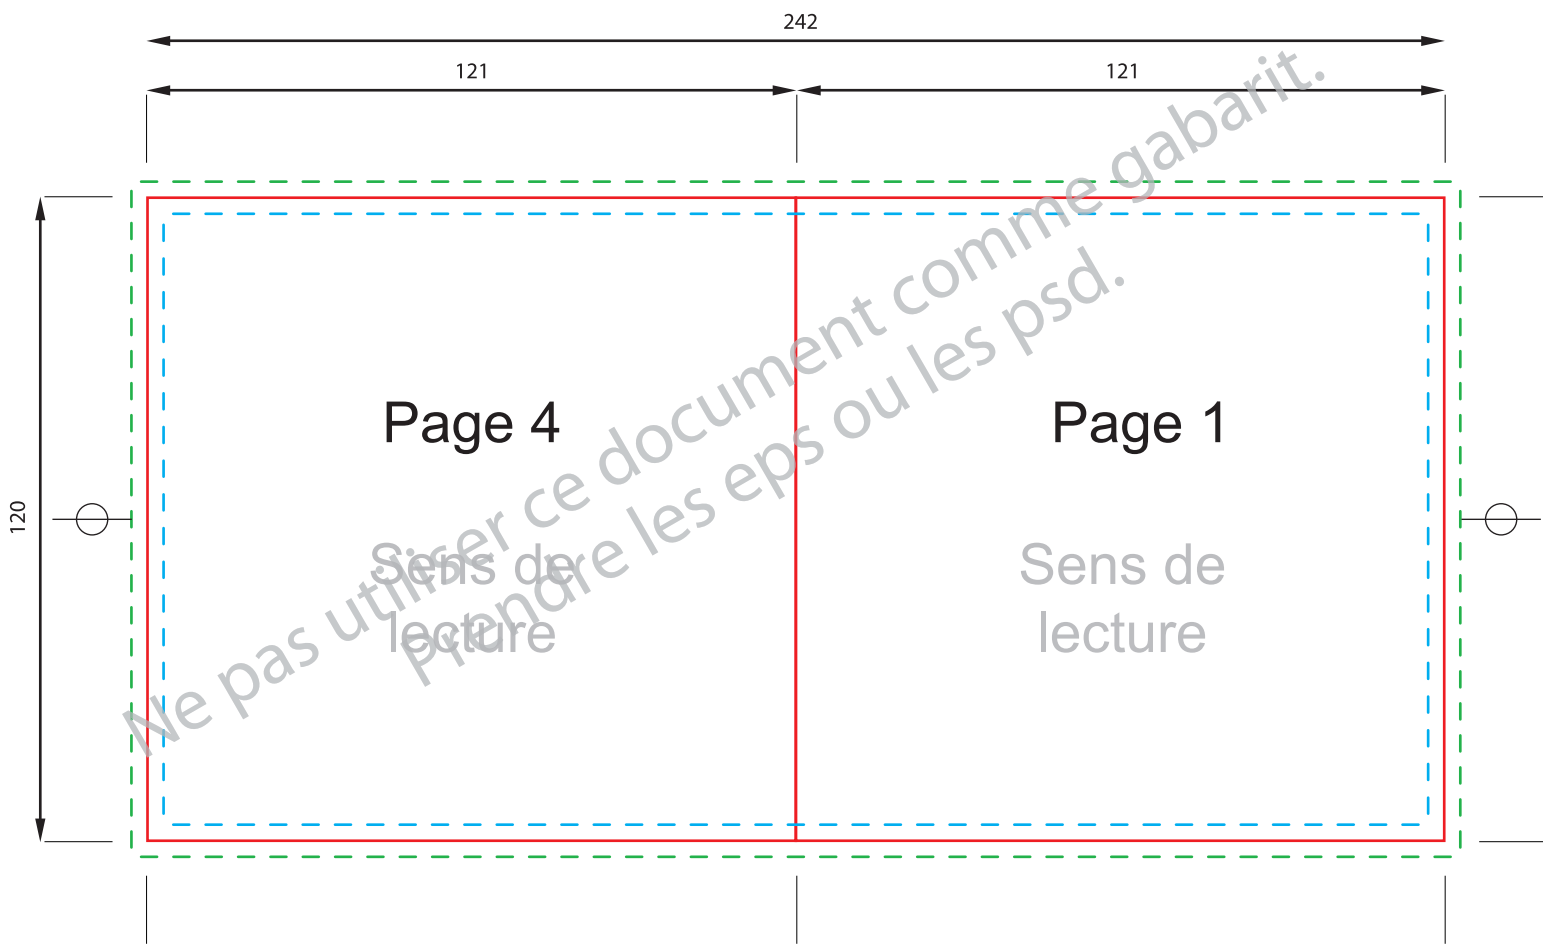 242
121
121
120
Page 4
Page 1
Sens de
lecture
Sens de
lecture
Ne pas utiliser ce document comme gabarit.
Prendre les eps ou les psd.